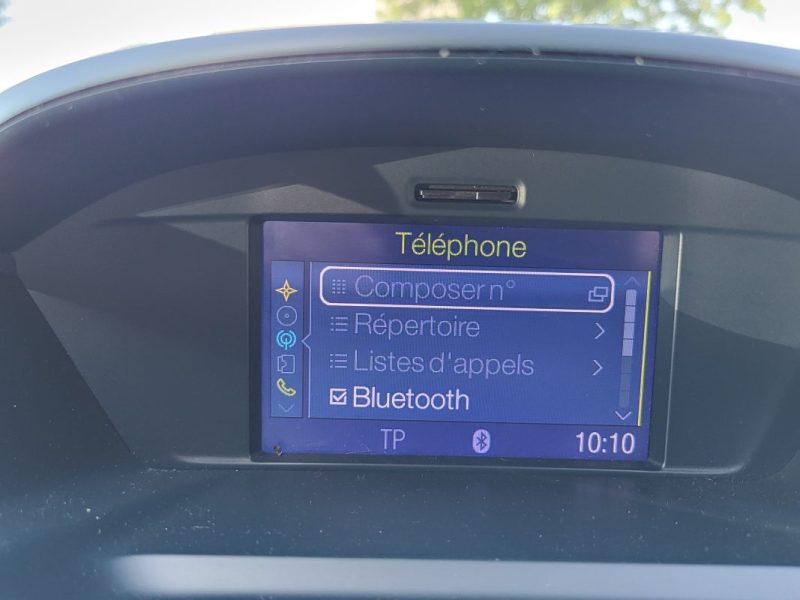 Téléphone
Composer n°
Répertoire
Listes d'appels
Bluetooth
TP 10:10